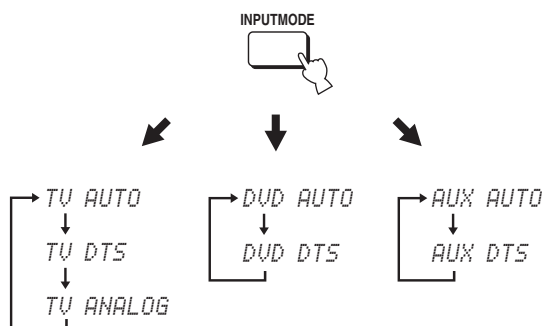 INPUTMODE
TV AUTO
TV DTS
TV ANALOG
DVD AUTO
DVD DTS
AUX AUTO
AUX DTS